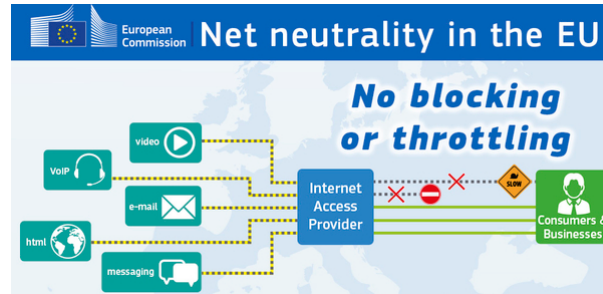 European
Commission
Net neutrality in the EU
No blocking
or throttling
video
VoIP
e-mail
html
messaging
Internet
Access
Provider
SLOW
Consumers &
Businesses